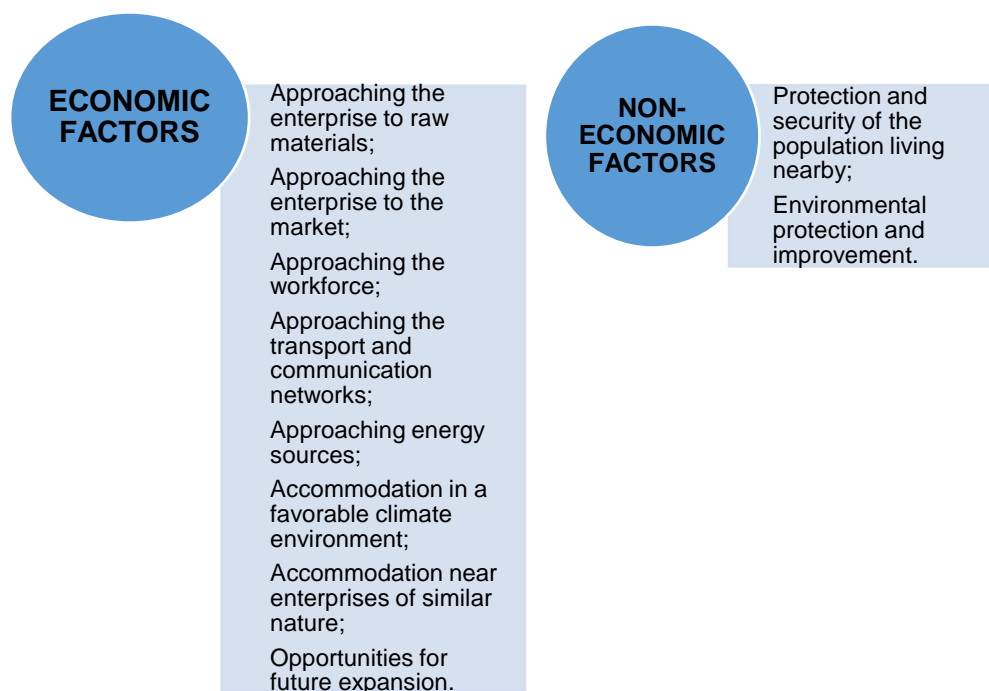 ECONOMIC
FACTORS
Approaching the
enterprise to raw
materials;
Approaching the
enterprise to the
market;
Approaching the
workforce;
Approaching the
transport and
communication
networks;
Approaching energy
sources;
Accommodation in a
favorable climate
environment;
Accommodation near
enterprises of similar
nature;
Opportunities for
future expansion.
NON-
ECONOMIC
FACTORS
Protection and
security of the
population living
nearby;
Environmental
protection and
improvement.